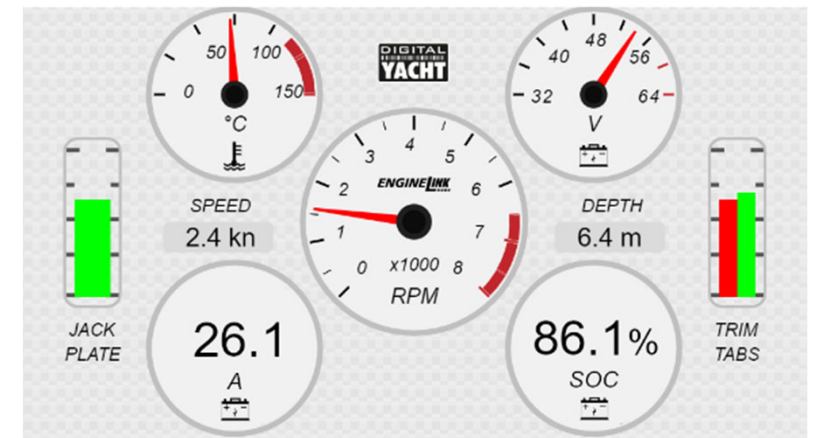 50
100
0
150
°C
DIGITAL
YACHT
40
48
56
32
64
V
SPEED
2.4 kn
0
1
2
3
4
5
6
7
8
ENGINELINK
x1000
RPM
DEPTH
6.4 m
JACK
PLATE
26.1
A
86.1%
SOC
TRIM
TABS